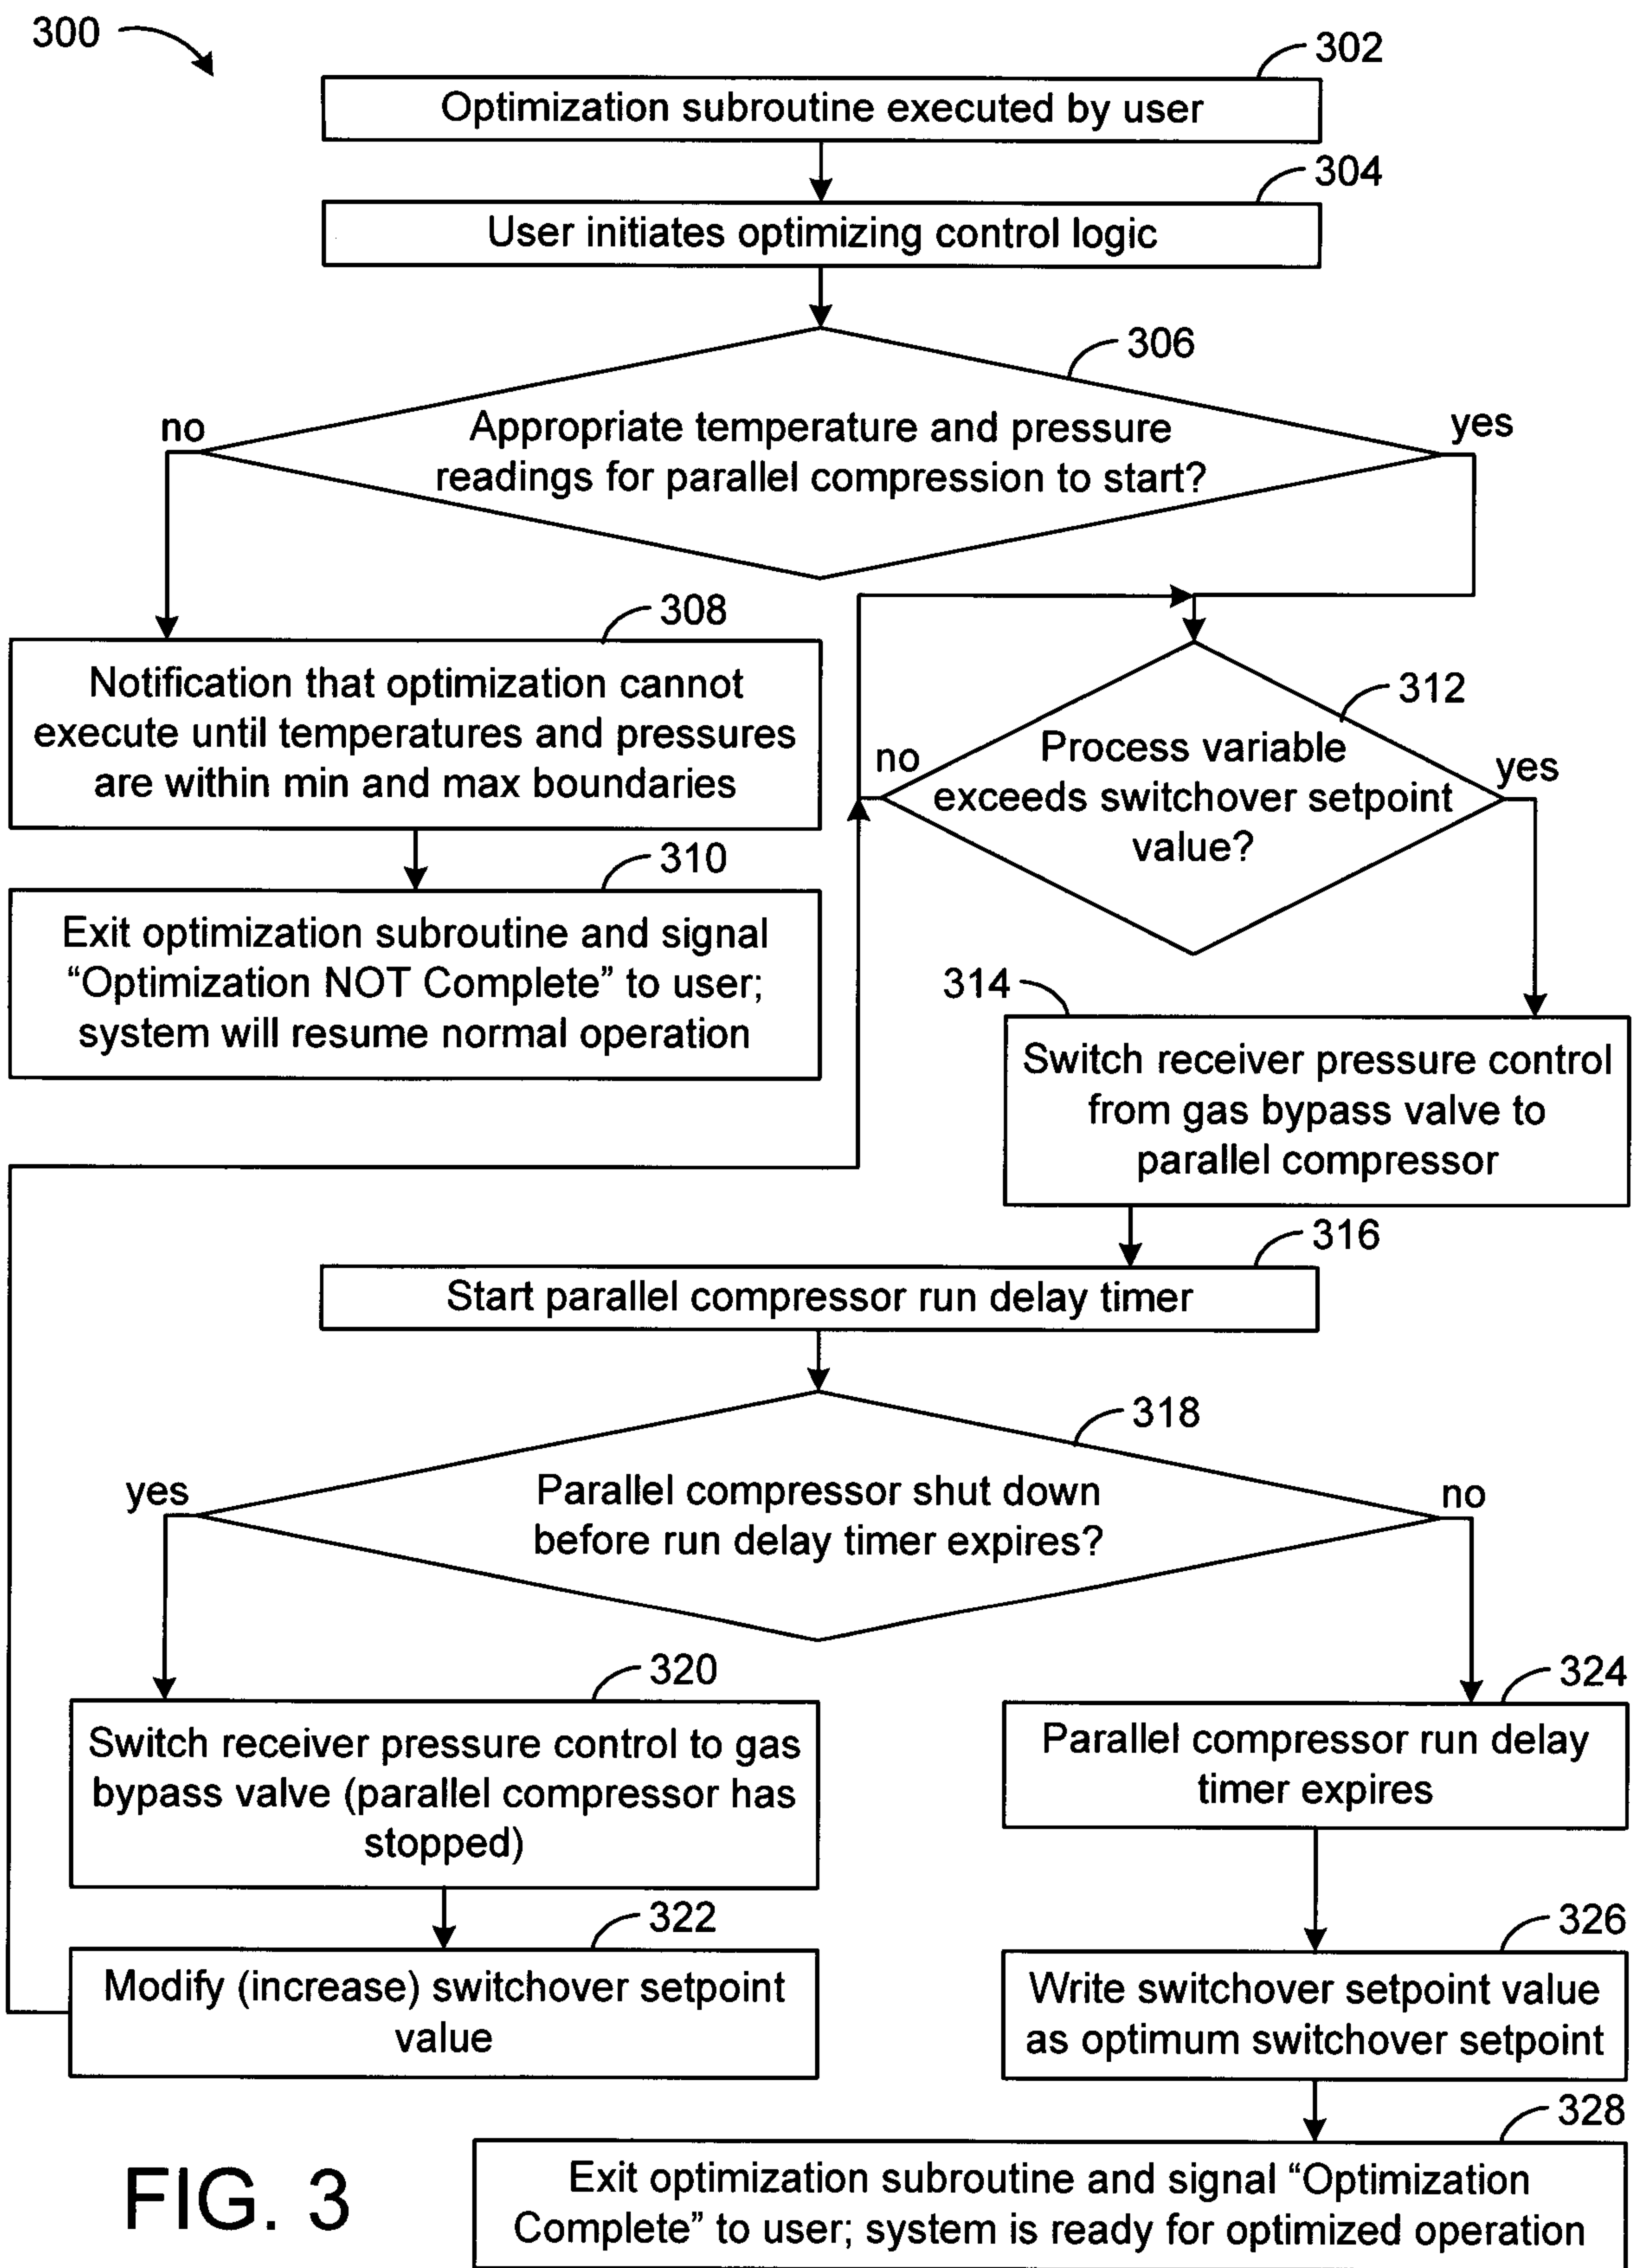 300
302
Optimization subroutine executed by user
304
User initiates optimizing control logic
306
no
Appropriate temperature and pressure
readings for parallel compression to start?
yes
308
Notification that optimization cannot
execute until temperatures and pressures
are within min and max boundaries
310
Exit optimization subroutine and signal
“Optimization NOT Complete” to user;
system will resume normal operation
312
no
Process variable
exceeds switchover setpoint
value?
yes
314
Switch receiver pressure control
from gas bypass valve to
parallel compressor
316
Start parallel compressor run delay timer
318
yes
Parallel compressor shut down
before run delay timer expires?
no
320
Switch receiver pressure control to gas
bypass valve (parallel compressor has
stopped)
322
Modify (increase) switchover setpoint
value
324
Parallel compressor run delay
timer expires
326
Write switchover setpoint value
as optimum switchover setpoint
328
Exit optimization subroutine and signal “Optimization
Complete” to user; system is ready for optimized operation
FIG. 3